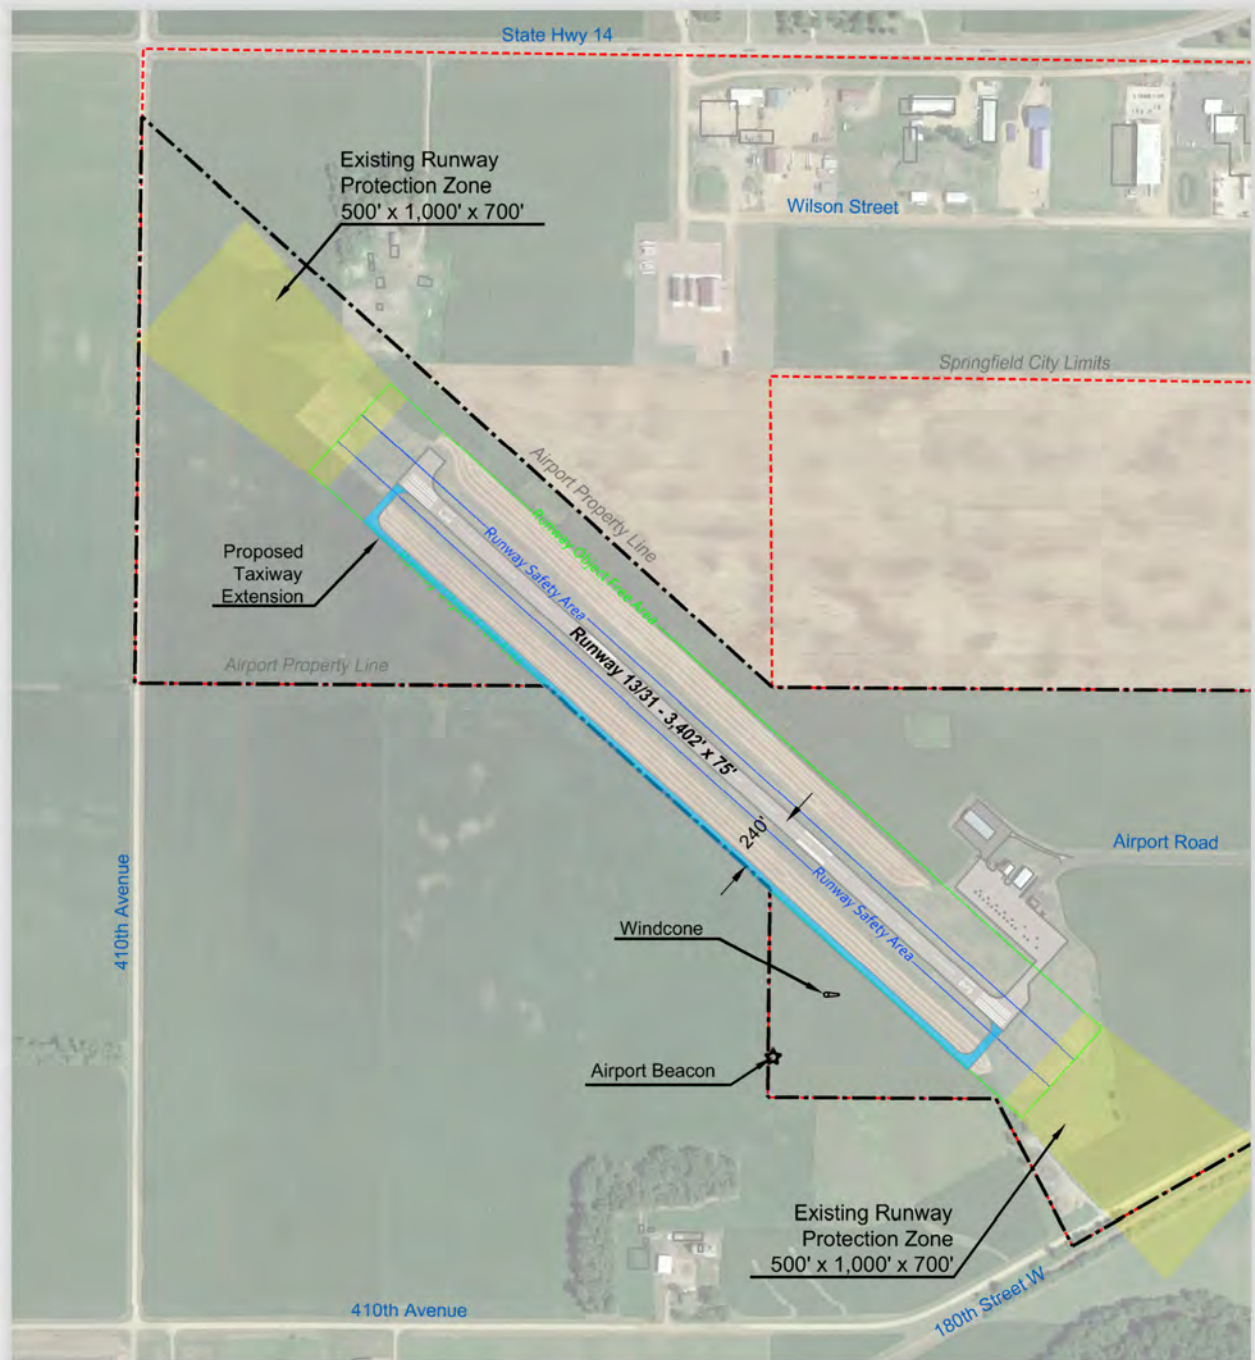 State Hwy 14
Existing Runway
Protection Zone
500' x 1,000' x 700'
Wilson Street
Springfield City Limits
Airport Property Line
Runway Object Free Area
Runway Safety Area
Proposed
Taxiway
Extension
Runway 13/31 - 3,402' x 75'
Airport Property Line
240'
Airport Road
Runway Safety Area
410th Avenue
Windcone
Airport Beacon
Existing Runway
Protection Zone
500' x 1,000' x 700'
410th Avenue
180th Street W